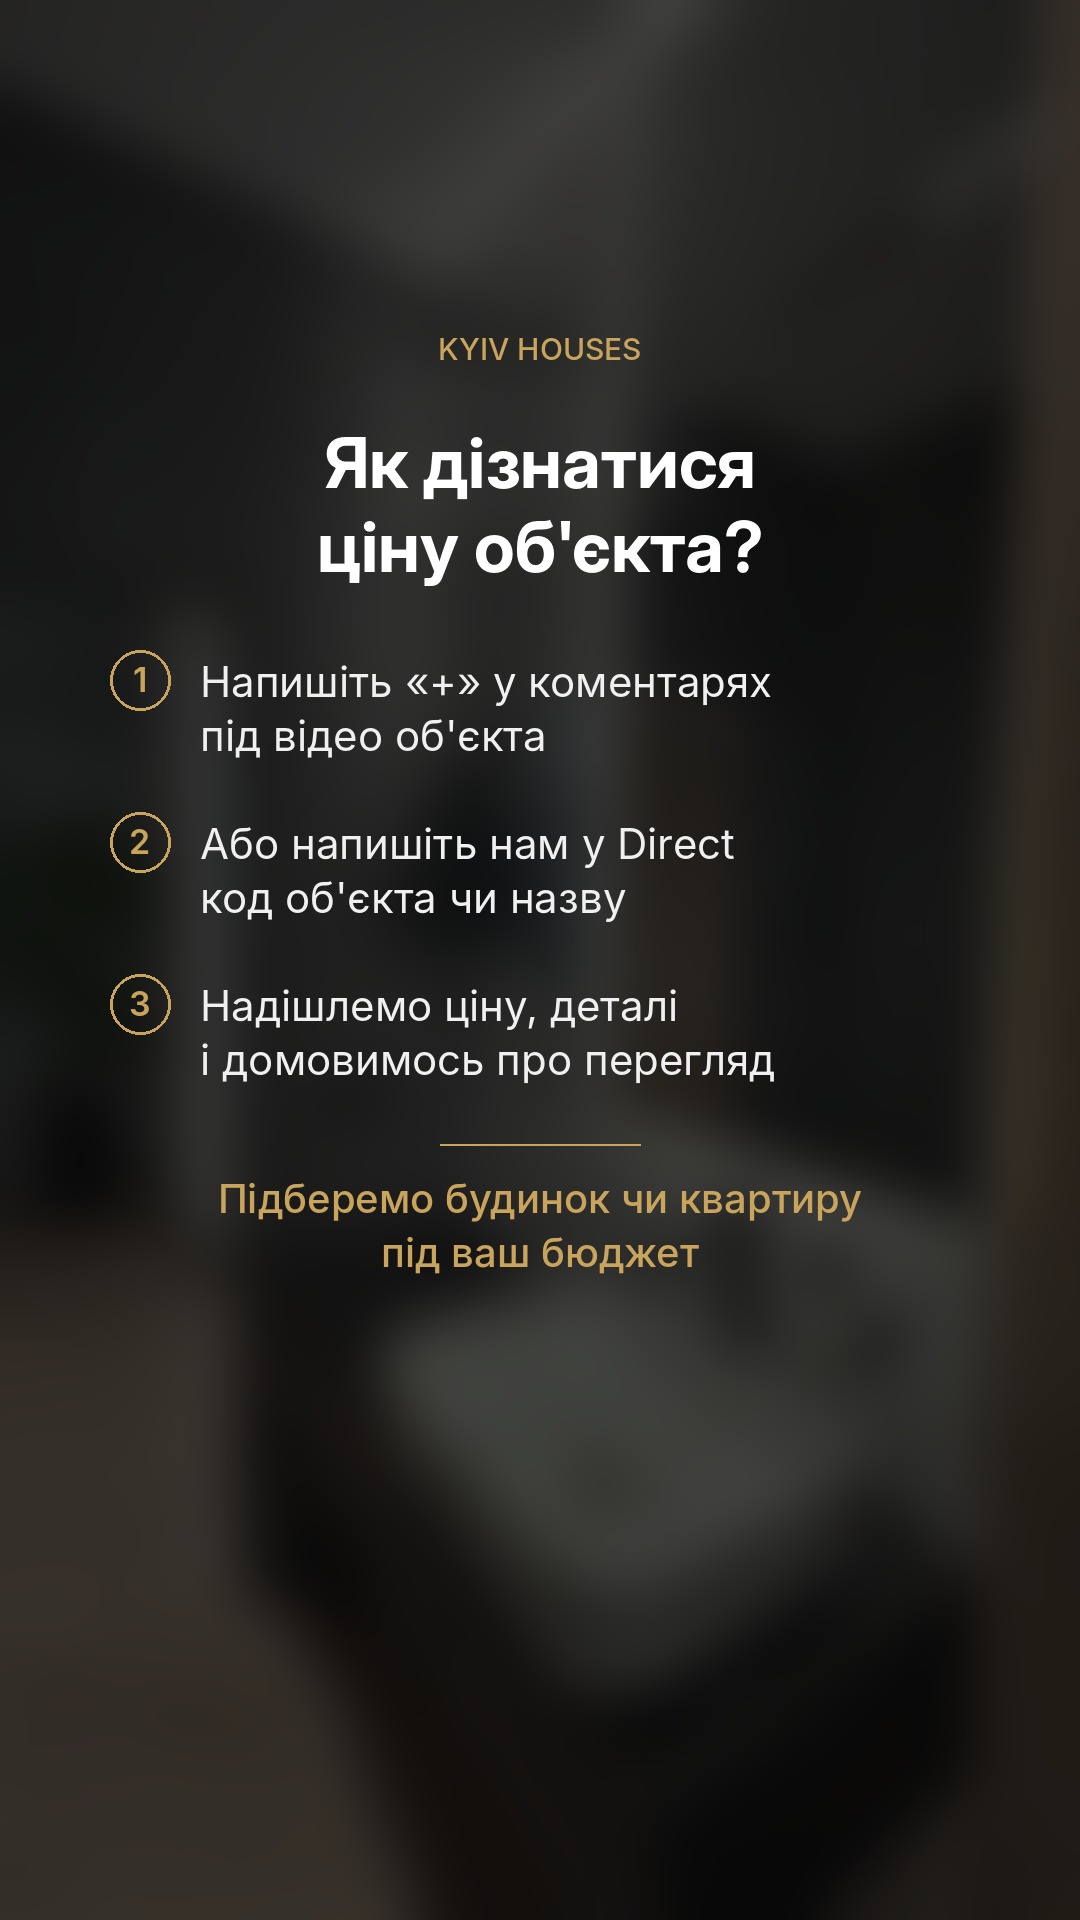 KYIV HOUSES
Як дізнатися
ціну об'єкта?
1 Напишіть «+» у коментарях
під відео об'єкта
2 Або напишіть нам у Direct
код об'єкта чи назву
3 Надішлемо ціну, деталі
і домовимось про перегляд
Підберемо будинок чи квартиру
під ваш бюджет